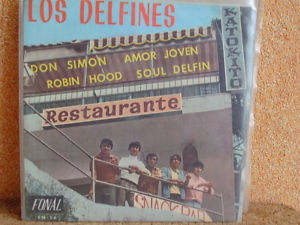 LOS DELFINES
DON SIMON AMOR JOVEN
ROBIN HOOD SOUL DELFIN
KATOKITO
Restaurante
SNACK BAR
FONAL